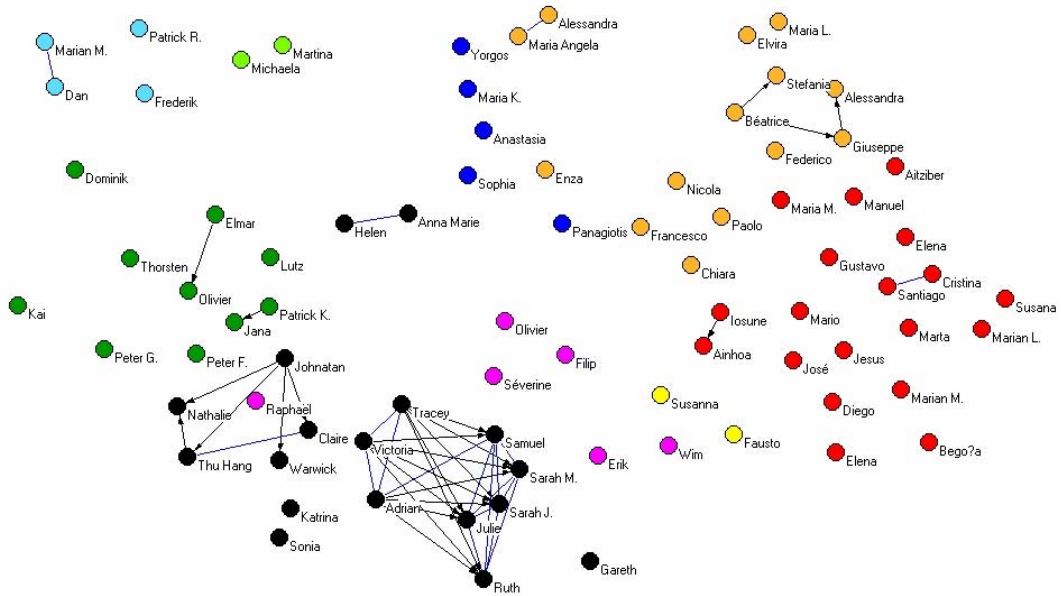 Alessandra
Maria L.
Patrick R.
Maria Angela
Elvira
Marian M.
Martina
Yorgos
Michaela
Stefania
Dan
Frederik
Maria K.
Alessandra
Béatrice
Anastasia
Giuseppe
Federico
Aitziber
Dominik
Sophia
Enza
Nicola
Manuel
Maria M.
Elmar
Anna Marie
Helen
Panagiotis
Francesco
Paolo
Elena
Thorsten
Lutz
Chiara
Gustavo
Cristina
Santiago
Olivier
Kai
Patrick K.
Jana
Susana
Iosune
Mario
Olivier
Marta
Marian L.
Peter G.
Peter F.
Johnatan
Filip
Ainhoa
José
Jesus
Séverine
Marian M.
Nathalie
Raphaël
Tracey
Susanna
Diego
Claire
Victoria
Samuel
Fausto
Bego?a
Thu Hang
Warwick
Sarah M.
Erik
Wim
Elena
Adrian
Sarah J.
Katrina
Julie
Sonia
Gareth
Ruth